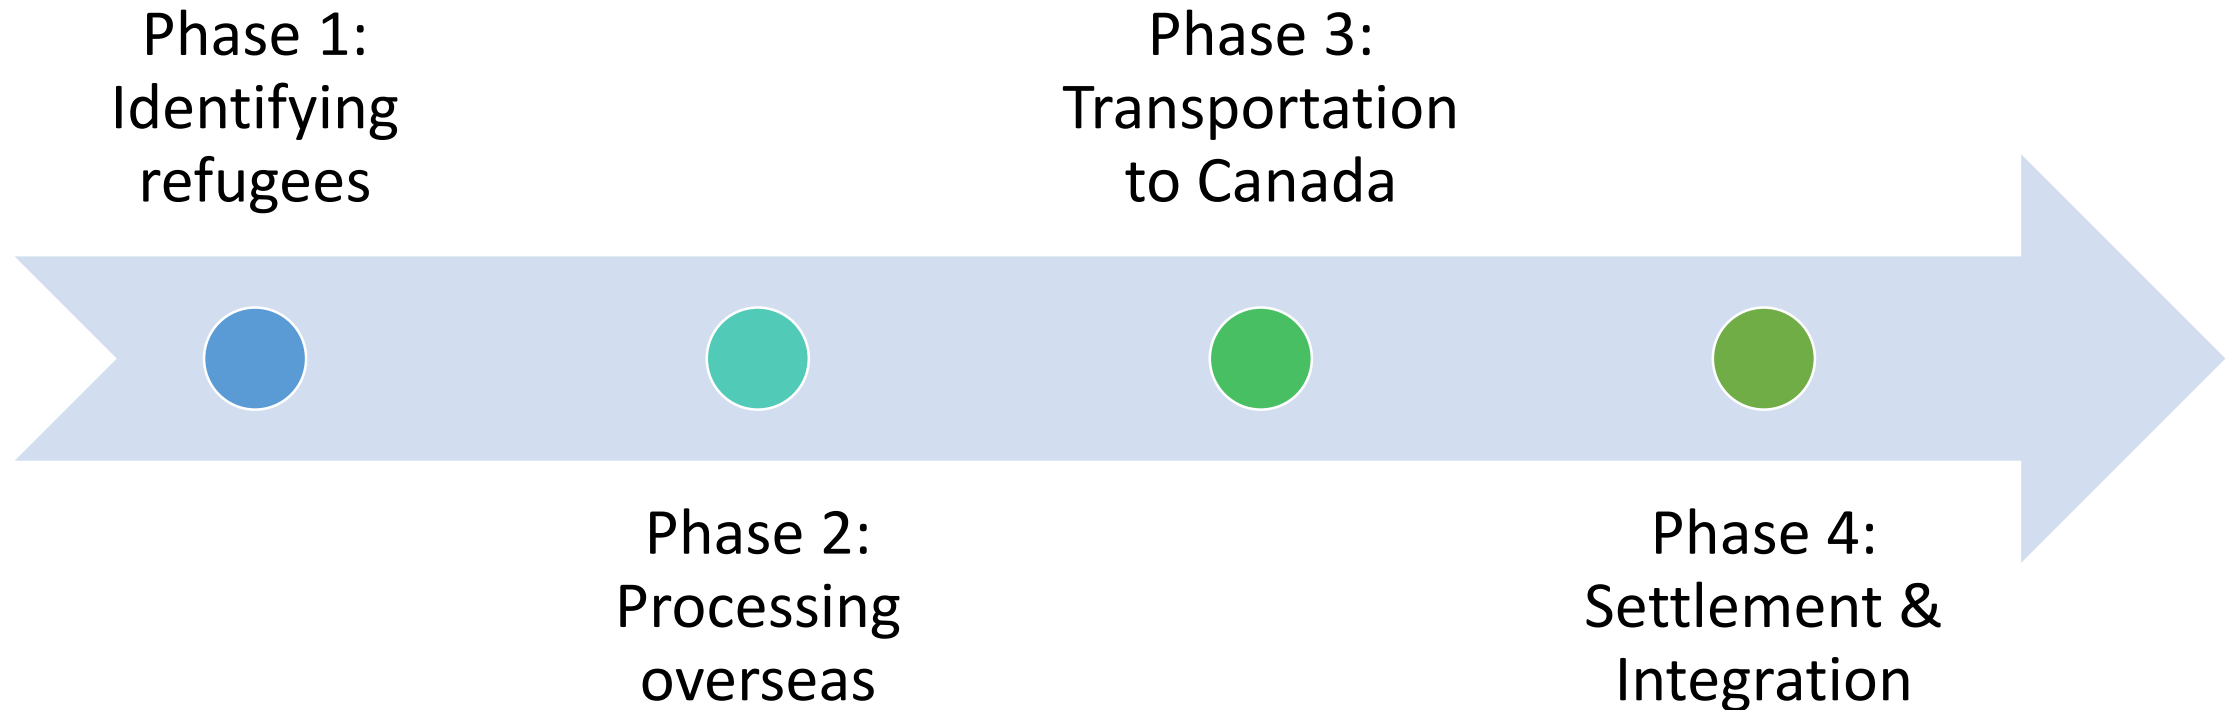 Phase 1:
Identifying
refugees
Phase 2:
Processing
overseas
Phase 3:
Transportation
to Canada
Phase 4:
Settlement &
Integration